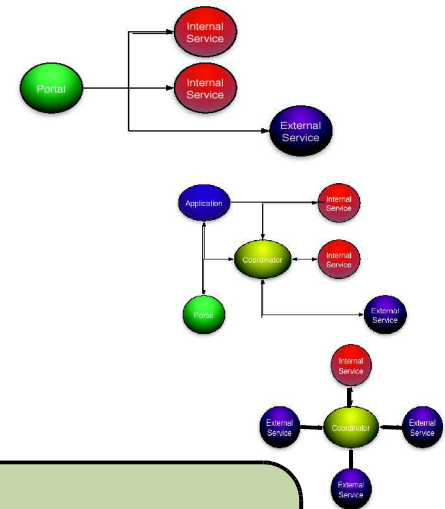 Internal
Service
Portal
Internal
Service
External
Service
Application
Internal
Service
Coordinator
Internal
Service
Portal
External
Service
Internal
Service
External
Service
Coordinator
External
Service
External
Service